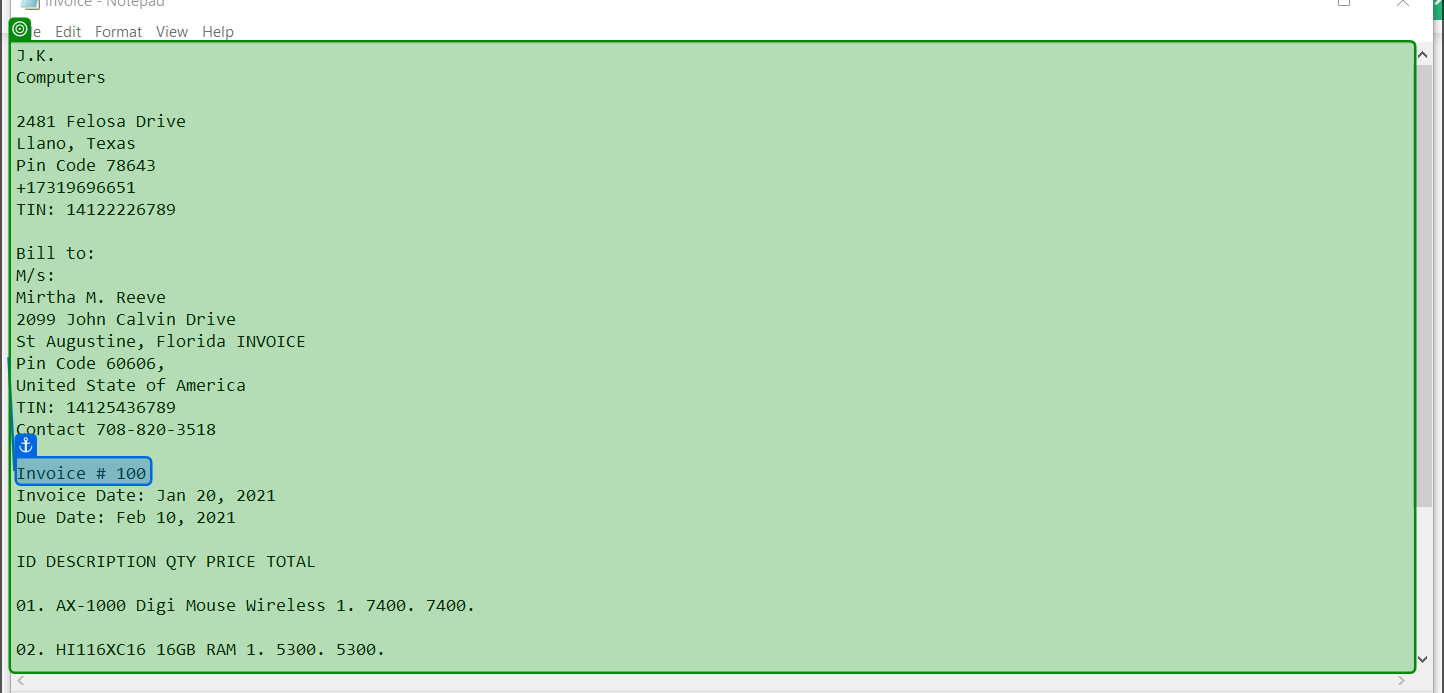 Invoice - Notepad
e Edit Format View Help
J.K.
Computers
2481 Felosa Drive
Llano, Texas
Pin Code 78643
+17319696651
TIN: 14122226789
Bill to:
M/s:
Mirtha M. Reeve
2099 John Calvin Drive
St Augustine, Florida INVOICE
Pin Code 60606,
United State of America
TIN: 14125436789
Contact 708-820-3518
Invoice # 100
Invoice Date: Jan 20, 2021
Due Date: Feb 10, 2021
ID DESCRIPTION QTY PRICE TOTAL
01. AX-1000 Digi Mouse Wireless 1. 7400. 7400.
02. HI116XC16 16GB RAM 1. 5300. 5300.